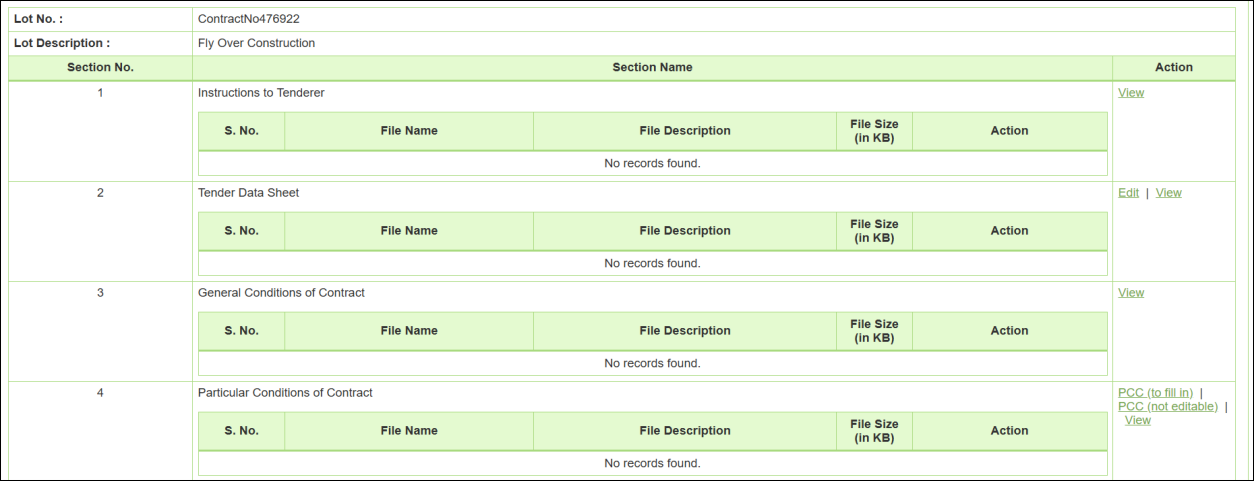 Lot No. : ContractNo476922
Lot Description : Fly Over Construction
Section No. Section Name Action
1 Instructions to Tenderer View
S. No. File Name File Description File Size (in KB) Action
No records found.
2 Tender Data Sheet Edit | View
S. No. File Name File Description File Size (in KB) Action
No records found.
3 General Conditions of Contract View
S. No. File Name File Description File Size (in KB) Action
No records found.
4 Particular Conditions of Contract PCC (to fill in) |
PCC (not editable) |
View
S. No. File Name File Description File Size (in KB) Action
No records found.